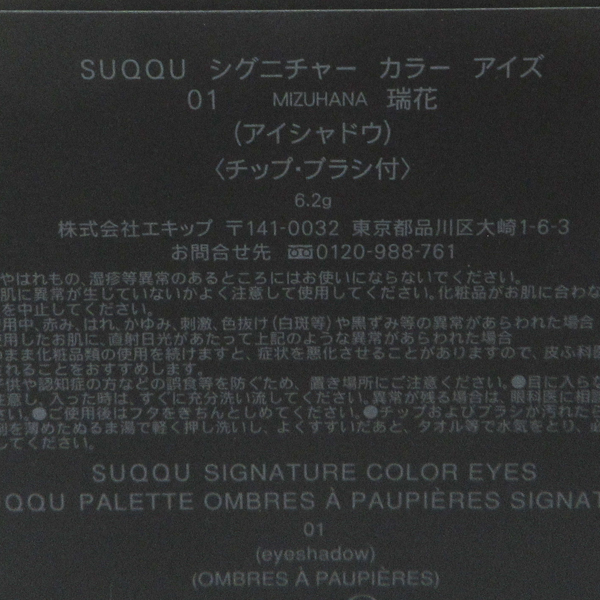 SUQQU シグニチャー カラー アイズ
01 MIZUHANA 瑞花
(アイシャドウ)
〈チップ・ブラシ付〉
6.2g
株式会社エキップ 〒141-0032 東京都品川区大崎1-6-3
お問合せ先 0120-988-761
やはれもの、湿疹等異常のあるところにはお使いにならないでください。
肌に異常が生じていないかよく注意して使用してください。化粧品がお肌に合わな
を中止してください。
用中、赤み、はれ、かゆみ、刺激、色抜け(白斑等)や黒ずみ等の異常があらわれた場合
使用したお肌に、直射日光があたって上記のような異常があらわれた場合
まま化粧品類の使用を続けますと、症状を悪化させることがありますので、皮ふ科
れることをおすすめします。
供や認知症の方などの誤食等を防ぐため、置き場所にご注意ください。●目に入らな
注意し、入った時は、すぐに充分洗い流してください。異常が残る場合は、眼科医に相談
さい。●ご使用後はフタをきちんとしめてください。●チップおよびブラシが汚れたら
剤を薄めたぬるま湯で軽く押し洗いし、よくすすいだあと、タオル等で水気をとり、必
してください。
SUQQU SIGNATURE COLOR EYES
QQU PALETTE OMBRES À PAUPIÈRES SIGNAT
01
(eyeshadow)
(OMBRES À PAUPIÈRES)